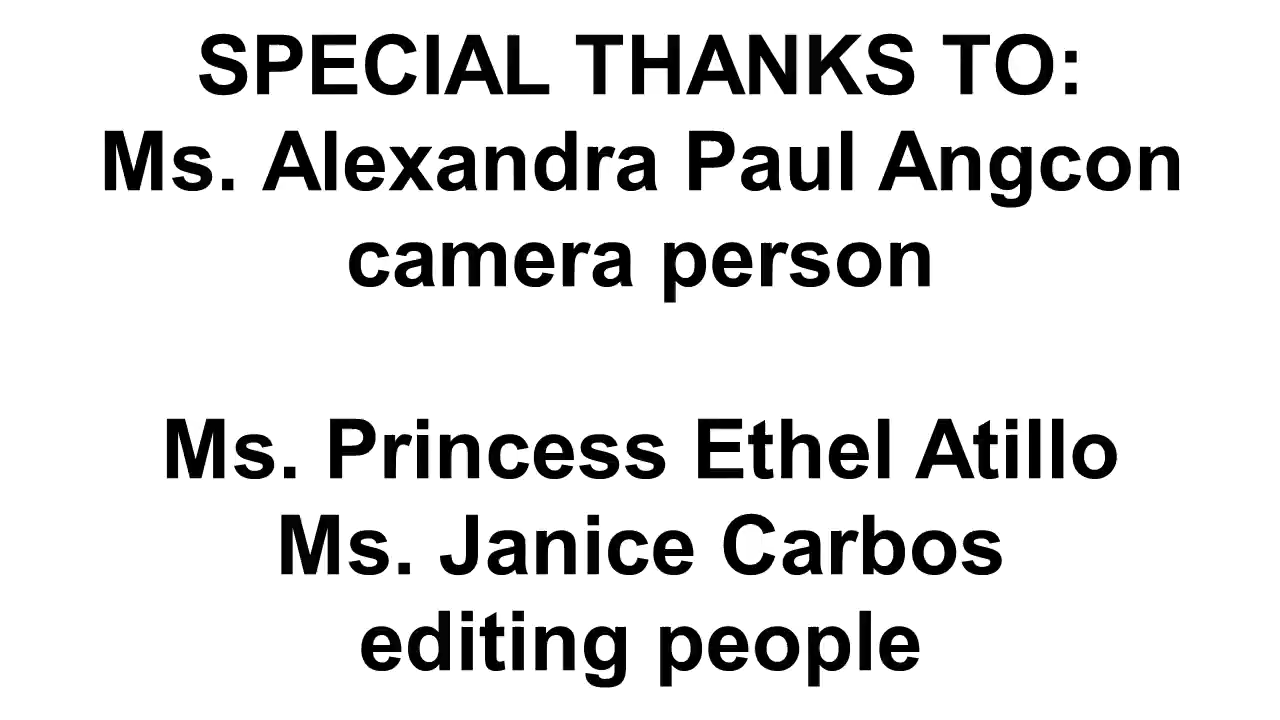 SPECIAL THANKS TO:
Ms. Alexandra Paul Angcon
camera person
Ms. Princess Ethel Atillo
Ms. Janice Carbos
editing people